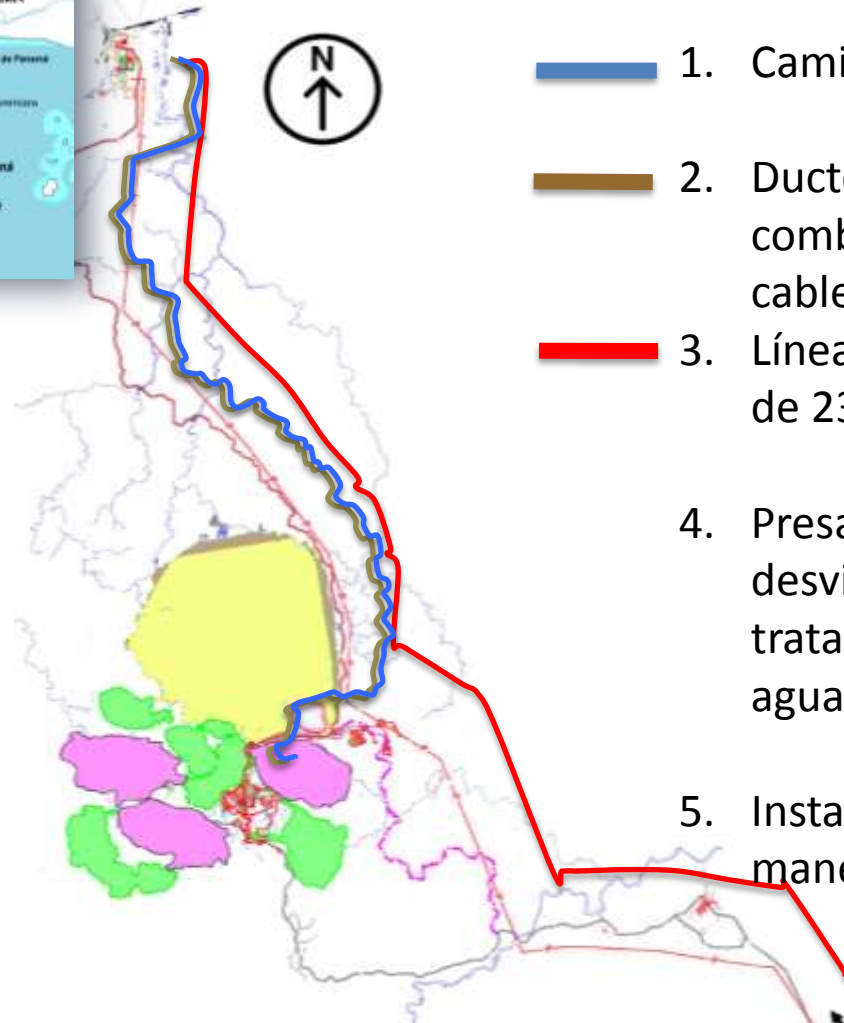 de Panamá
N
1. Cami
2. Ducto
comb
cable
3. Línea
de 23
4. Presa
desvi
trata
agua
5. Insta
mane